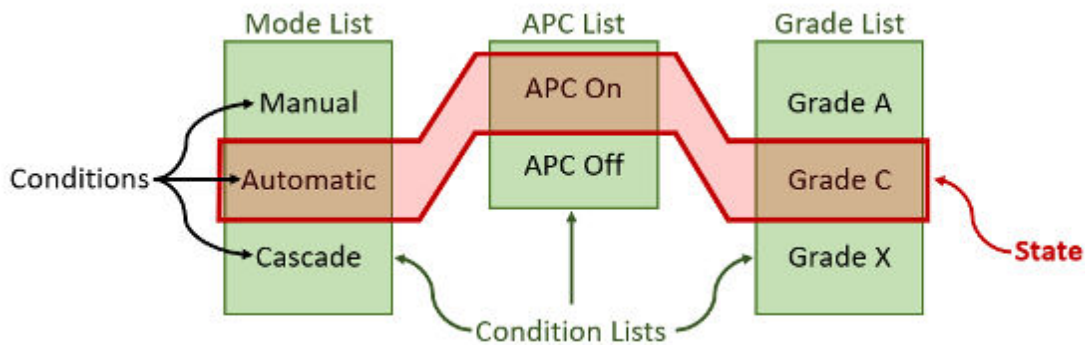 Mode List
APC List
Grade List
Manual
APC On
Grade A
Conditions
Automatic
APC Off
Grade C
Cascade
Grade X
State
Condition Lists